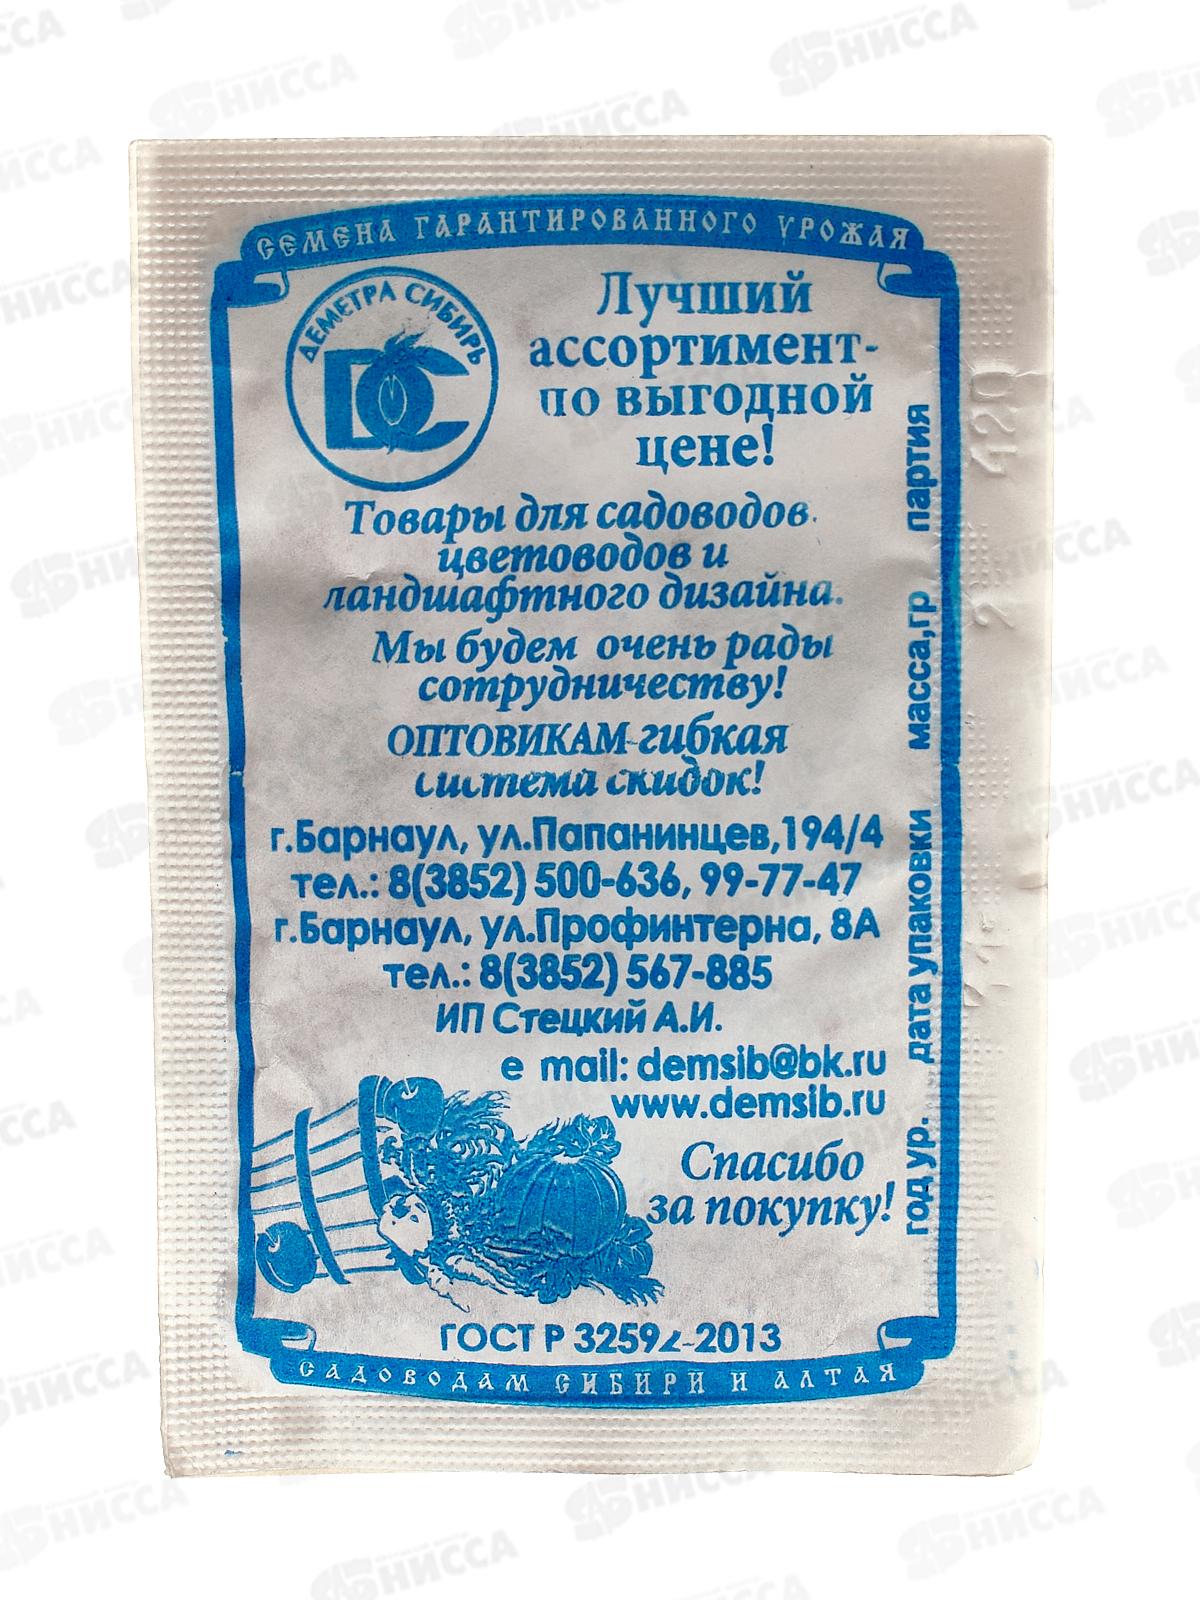 СЕМЕНА ГАРАНТИРОВАННОГО УРОЖАЯ
ДЕМЕТРА СИБИРЬ
DC
Лучший
ассортимент-
по выгодной
цене!
Товары для садоводов,
цветоводов и
ландшафтного дизайна.
Мы будем очень рады
сотрудничеству!
ОПТОВИКАМ-гибкая
система скидок!
г.Барнаул, ул.Папанинцев,194/4
тел.: 8(3852) 500-636, 99-77-47
г.Барнаул, ул.Профинтерна, 8А
тел.: 8(3852) 567-885
ИП Стецкий А.И.
e mail: demsib@bk.ru
www.demsib.ru
Спасибо
за покупку!
ГОСТ Р 32592-2013
САДОВОДАМ СИБИРИ И АЛТАЯ
год ур. дата упаковки масса,гр партия
АБНИССА